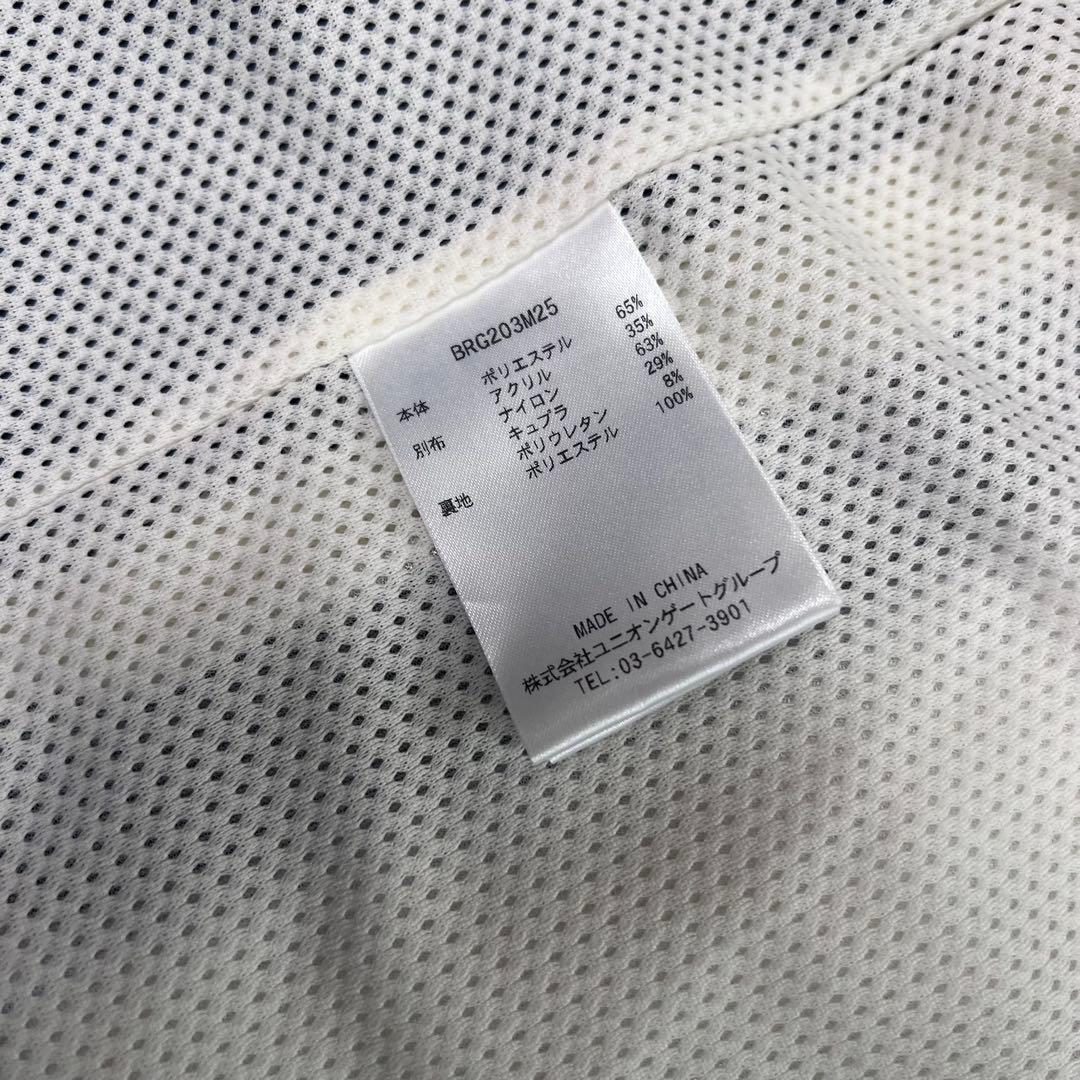 BRG203M25
本体 ポリエステル 65%
アクリル 35%
別布 ナイロン 63%
キュプラ 29%
ポリウレタン 8%
裏地 ポリエステル 100%
MADE IN CHINA
株式会社ユニオンゲートグループ
TEL:03-6427-3901